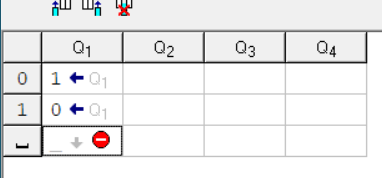 Q₁ Q₂ Q₃ Q₄
0 1 ← Q₁
1 0 ← Q₁
␣ _ ↓ ⛔